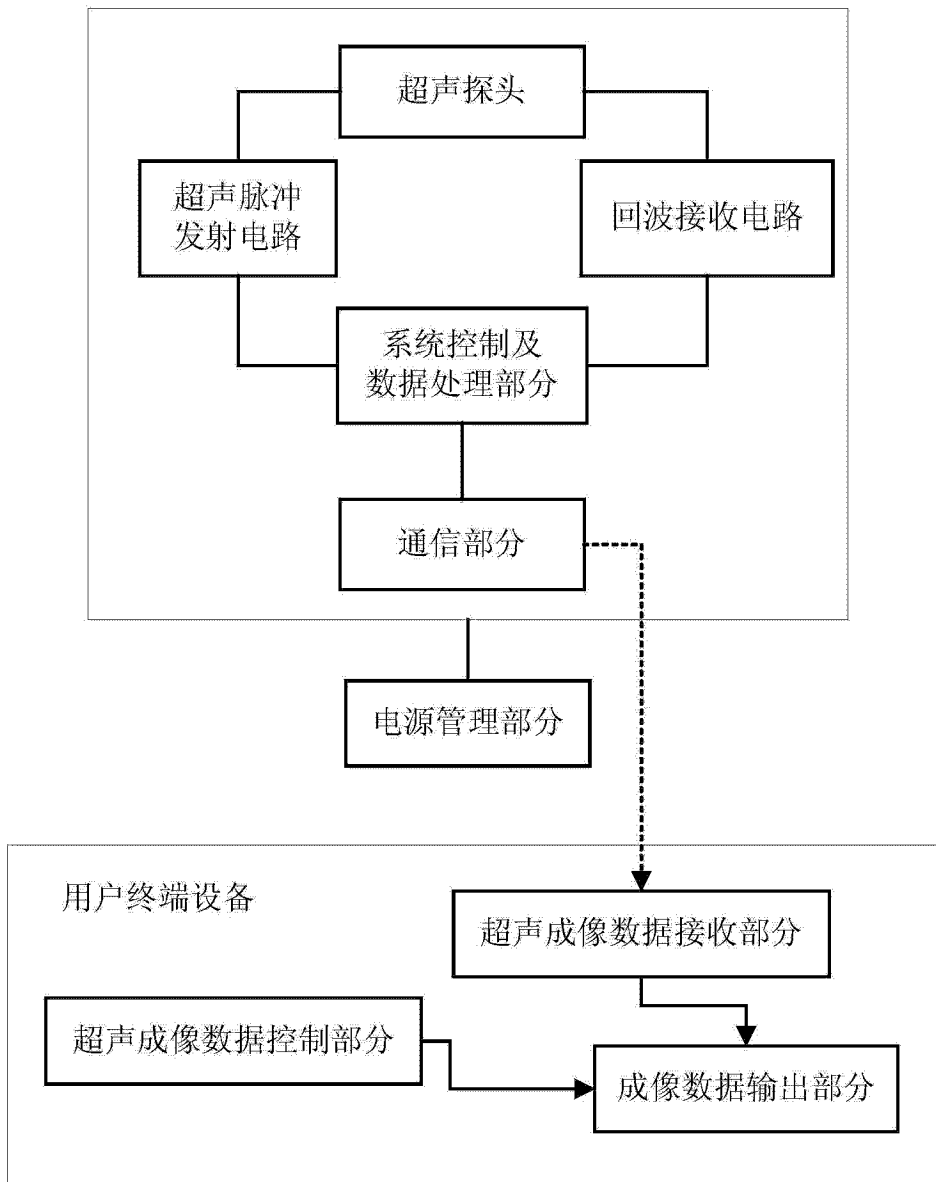 超声探头
超声脉冲
发射电路
回波接收电路
系统控制及
数据处理部分
通信部分
电源管理部分
用户终端设备
超声成像数据接收部分
超声成像数据控制部分
成像数据输出部分